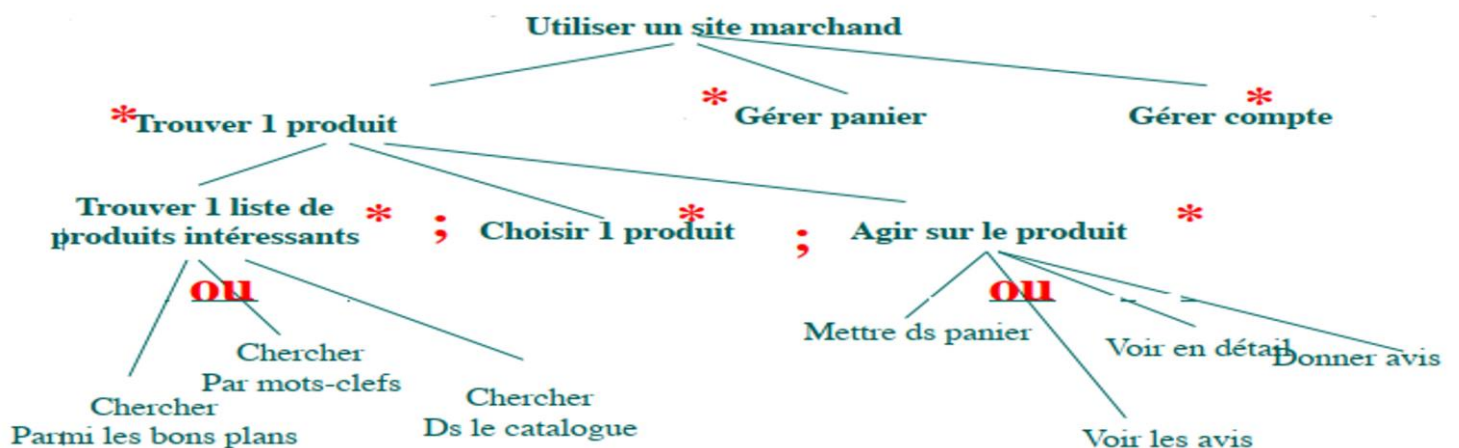 Utiliser un site marchand
* Trouver 1 produit
* Gérer panier
Gérer compte *
Trouver 1 liste de
produits intéressants *
;
Choisir 1 produit *
;
Agir sur le produit *
ou
ou
Mettre ds panier
Voir en détail
Donner avis
Chercher
Par mots-clefs
Chercher
Ds le catalogue
Chercher
Parmi les bons plans
Voir les avis